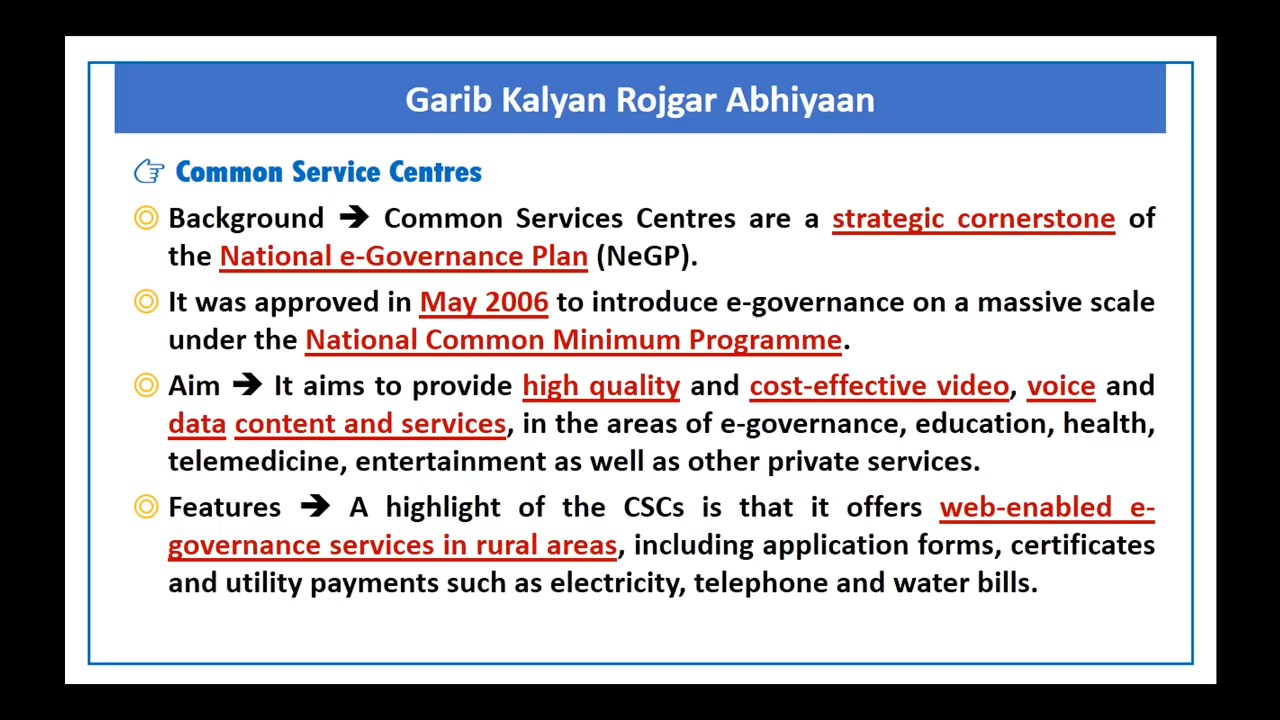 Garib Kalyan Rojgar Abhiyaan
Common Service Centres
Background ➔ Common Services Centres are a strategic cornerstone of
the National e-Governance Plan (NeGP).
It was approved in May 2006 to introduce e-governance on a massive scale
under the National Common Minimum Programme.
Aim ➔ It aims to provide high quality and cost-effective video, voice and
data content and services, in the areas of e-governance, education, health,
telemedicine, entertainment as well as other private services.
Features ➔ A highlight of the CSCs is that it offers web-enabled e-
governance services in rural areas, including application forms, certificates
and utility payments such as electricity, telephone and water bills.